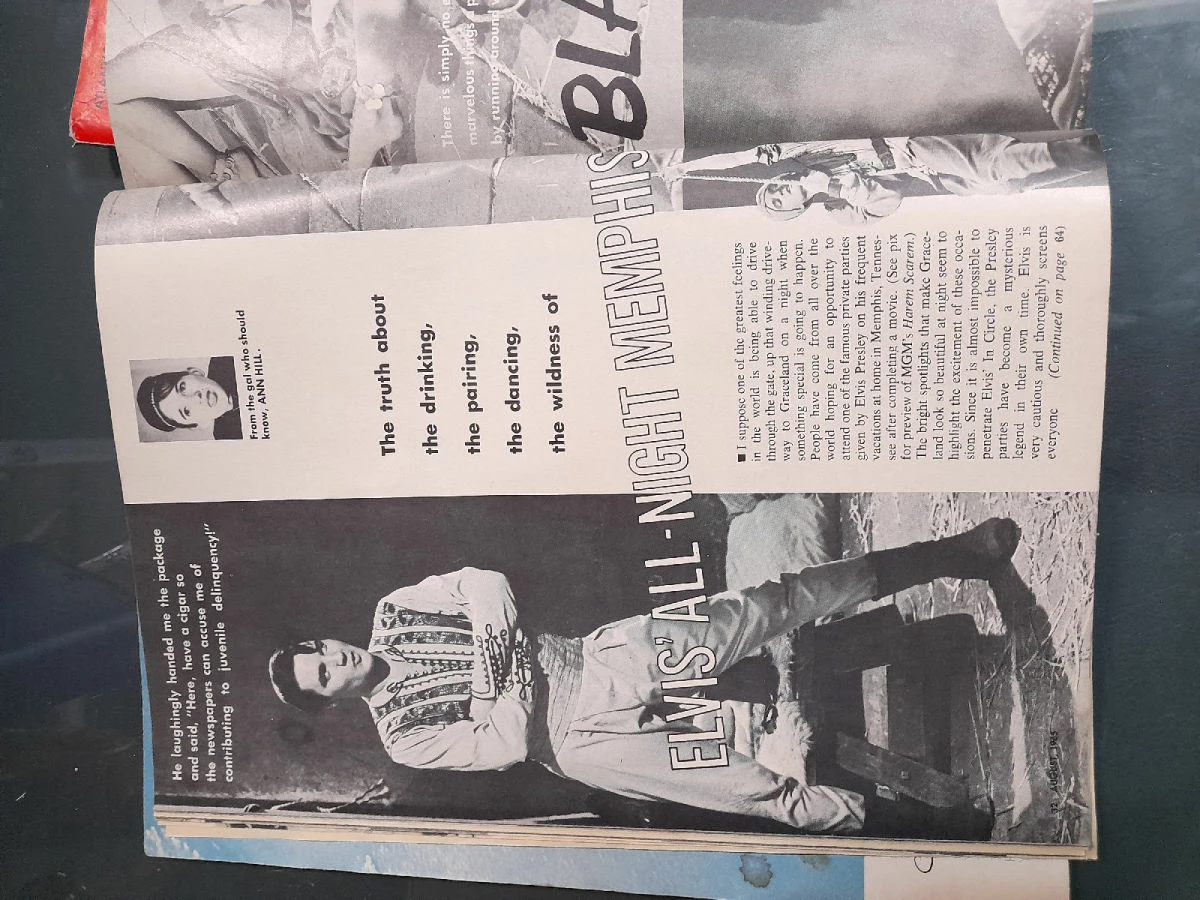 He laughingly handed me the package
and said, "Here, have a cigar so
the newspapers can accuse me of
contributing to juvenile delinquency!"
From the gal who should
know, ANN HILL.
The truth about
the drinking,
the pairing,
the dancing,
the wildness of
ELVIS' ALL-NIGHT MEMPHIS
■ I suppose one of the greatest feelings
in the world is being able to drive
through the gate, up that winding drive-
way to Graceland on a night when
something special is going to happen.
People have come from all over the
world hoping for an opportunity to
attend one of the famous private parties
given by Elvis Presley on his frequent
vacations at home in Memphis, Tennes-
see after completing a movie. (See pix
for preview of MGM's Harem Scarem.)
The bright spotlights that make Grace-
land look so beautiful at night seem to
highlight the excitement of these occa-
sions. Since it is almost impossible to
penetrate Elvis' In Circle, the Presley
parties have become a mysterious
legend in their own time. Elvis is
very cautious and thoroughly screens
everyone (Continued on page 64)
AUGUST 1965
There is simply no
marvelous things
by running around
BLA